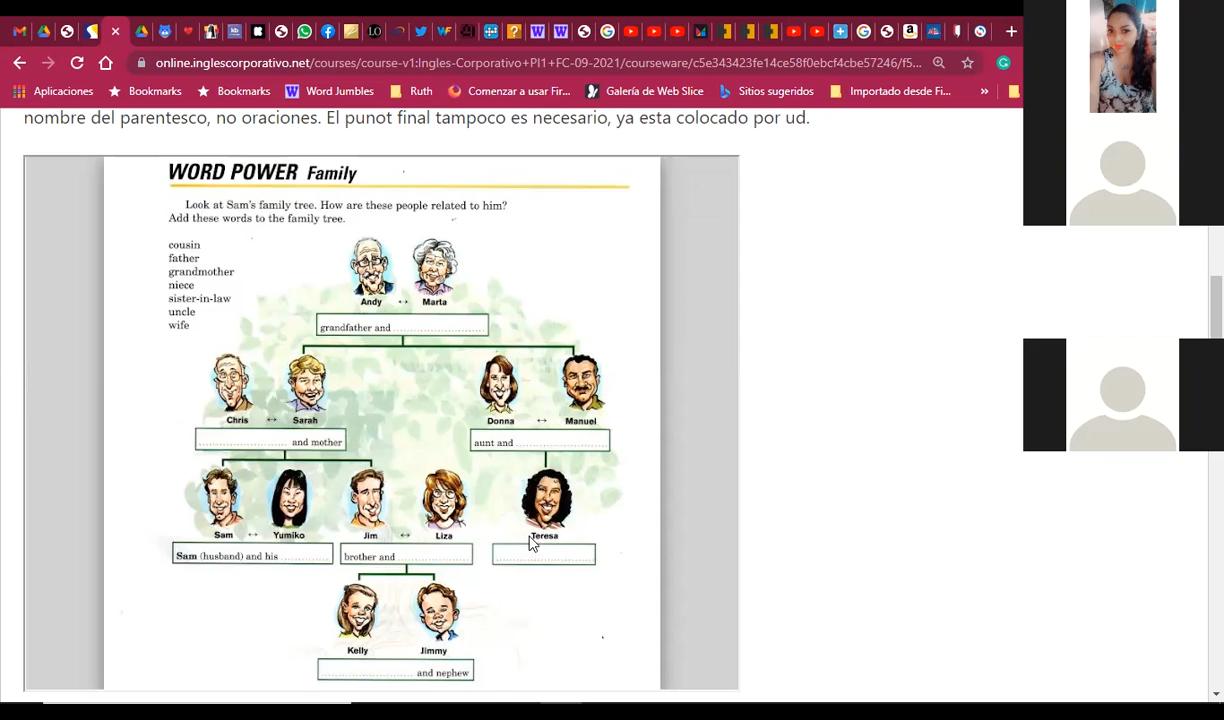 online.inglescorporativo.net/courses/course-v1:Ingles-Corporativo+PI1+FC-09-2021/courseware/c5e343423fe14ce58f0ebcf4cbe57246/f5...
Aplicaciones Bookmarks Bookmarks Word Jumbles Ruth Comenzar a usar Fir... Galería de Web Slice Sitios sugeridos Importado desde Fi... »
nombre del parentesco, no oraciones. El punot final tampoco es necesario, ya esta colocado por ud.
WORD POWER Family
Look at Sam's family tree. How are these people related to him?
Add these words to the family tree.
cousin
father
grandmother
niece
sister-in-law
uncle
wife
Andy ↔ Marta
grandfather and ........................
Chris ↔ Sarah
Donna ↔ Manuel
........................ and mother
aunt and ........................
Sam ↔ Yumiko
Jim ↔ Liza
Teresa
Sam (husband) and his ..............
brother and ....................
..........................
Kelly Jimmy
........................ and nephew